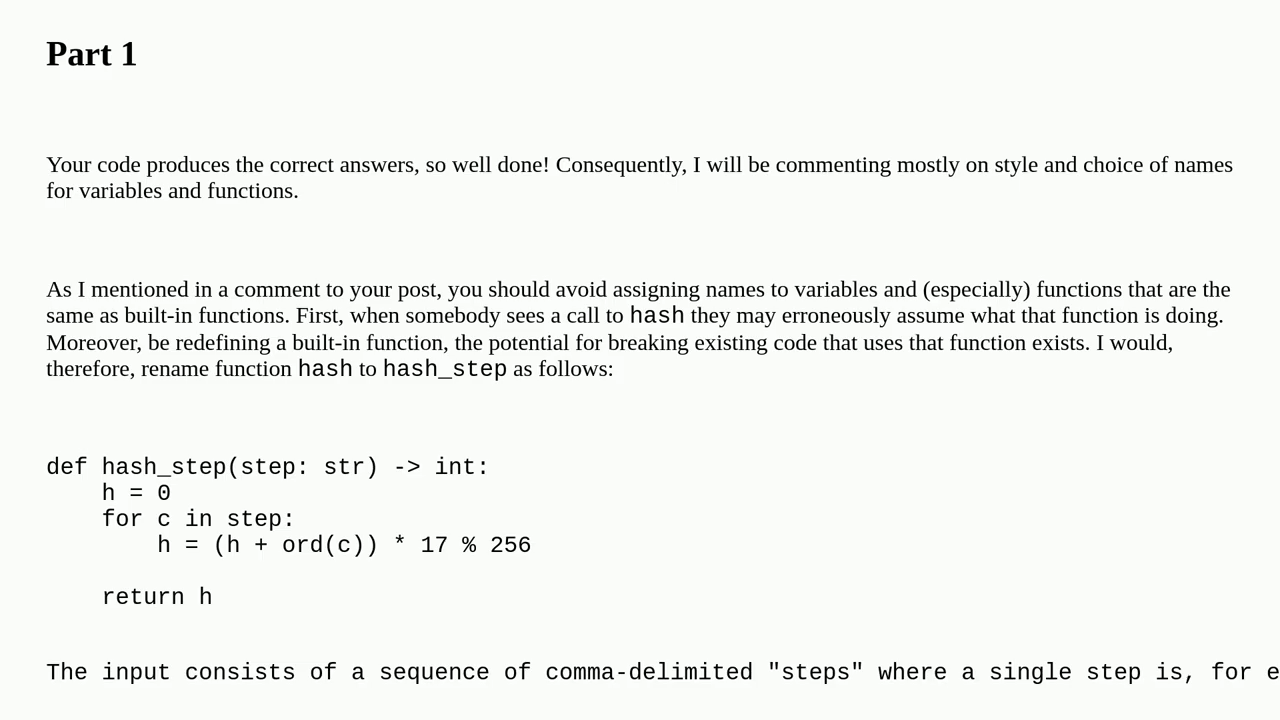 Part 1
Your code produces the correct answers, so well done! Consequently, I will be commenting mostly on style and choice of names
for variables and functions.
As I mentioned in a comment to your post, you should avoid assigning names to variables and (especially) functions that are the
same as built-in functions. First, when somebody sees a call to hash they may erroneously assume what that function is doing.
Moreover, be redefining a built-in function, the potential for breaking existing code that uses that function exists. I would,
therefore, rename function hash to hash_step as follows:
def hash_step(step: str) -> int:
    h = 0
    for c in step:
        h = (h + ord(c)) * 17 % 256
    return h
The input consists of a sequence of comma-delimited "steps" where a single step is, for e